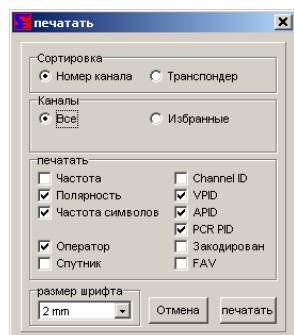 печатать
Сортировка
Номер канала Транспондер
Каналы
Все Избранные
печатать
Частота Channel ID
Полярность VPID
Частота символов APID
PCR PID
Оператор Закодирован
Спутник FAV
размер шрифта
2 mm Отмена печатать